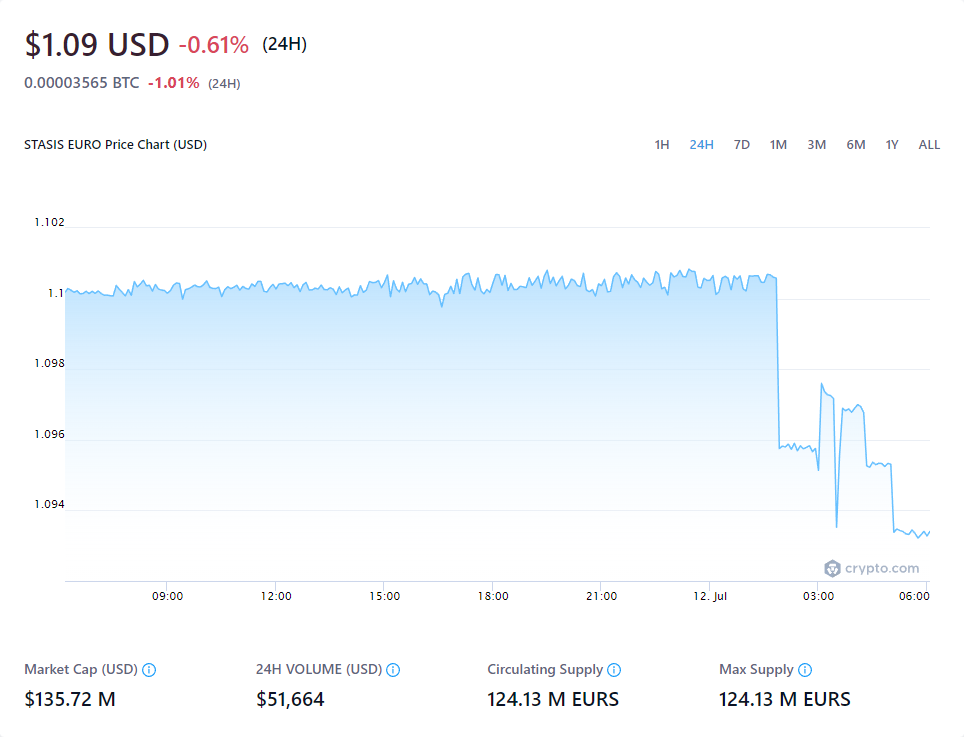 $1.09 USD -0.61% (24H)
0.00003565 BTC -1.01% (24H)
STASIS EURO Price Chart (USD) 1H 24H 7D 1M 3M 6M 1Y ALL
1.102
1.1
1.098
1.096
1.094
crypto.com
09:00 12:00 15:00 18:00 21:00 12. Jul 03:00 06:00
Market Cap (USD) 24H VOLUME (USD) Circulating Supply Max Supply
$135.72 M $51,664 124.13 M EURS 124.13 M EURS